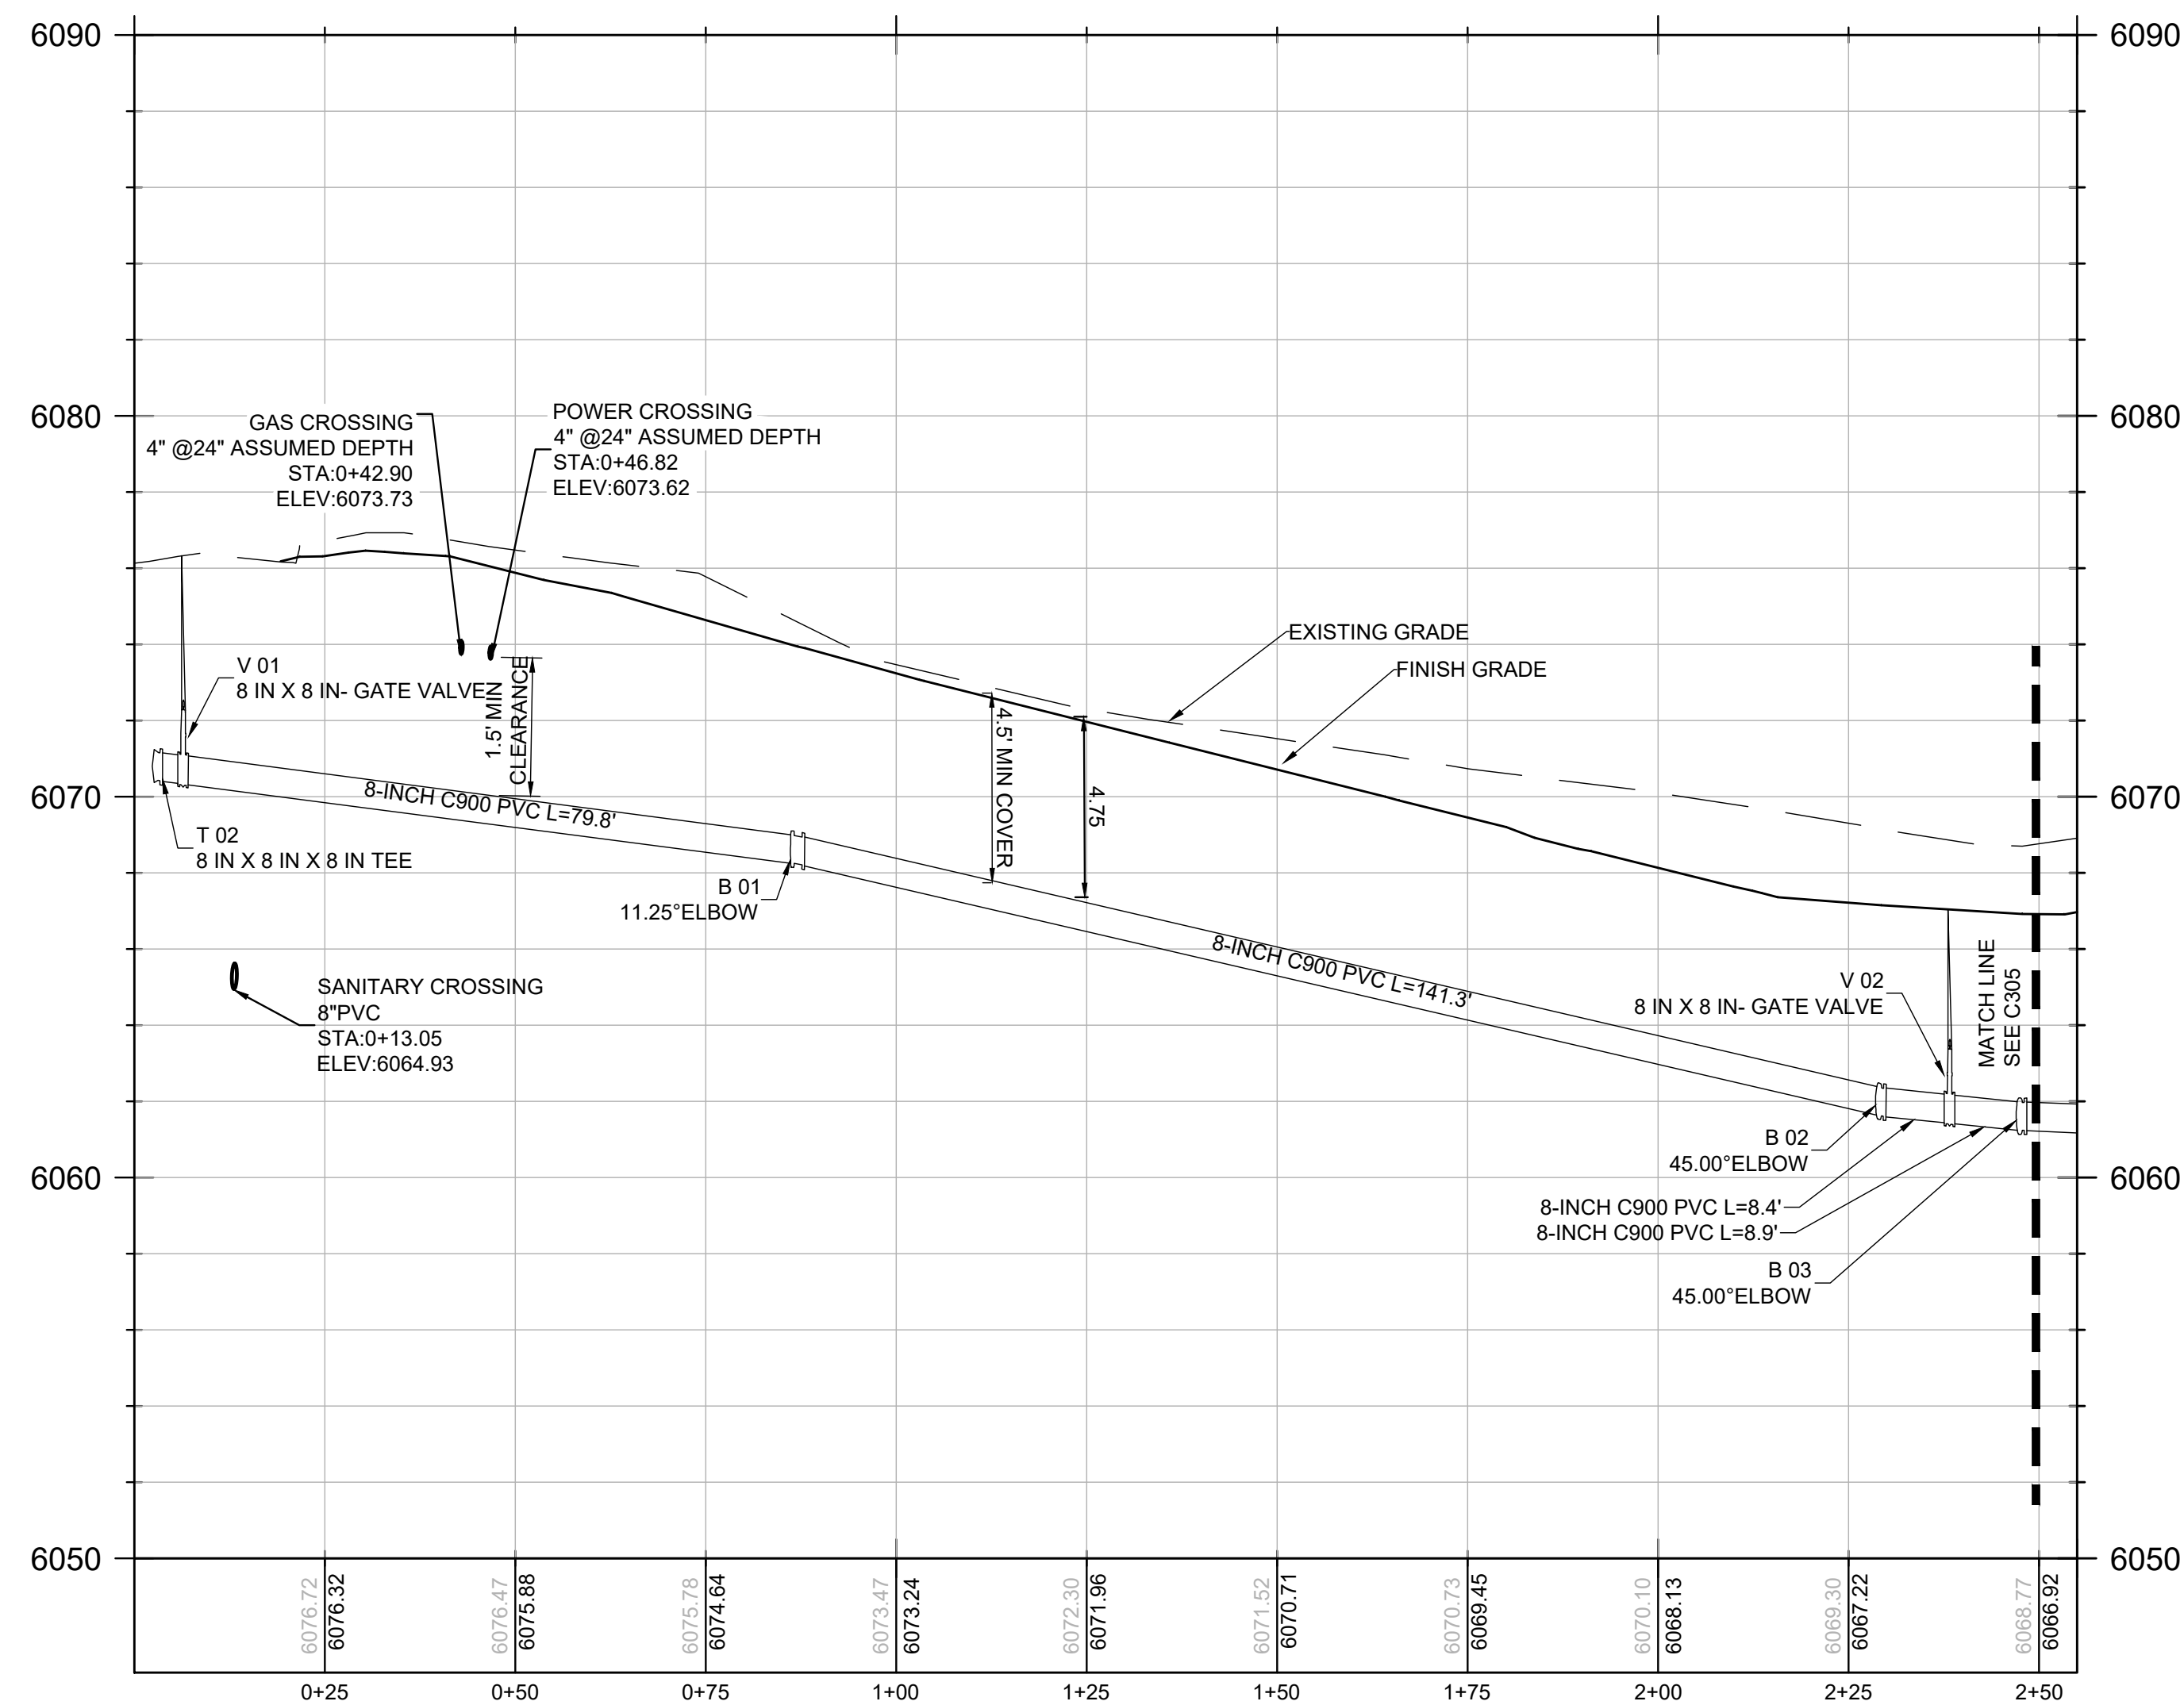 6090
6090
GAS CROSSING
4" @24" ASSUMED DEPTH
STA:0+42.90
ELEV:6073.73
POWER CROSSING
4" @24" ASSUMED DEPTH
STA:0+46.82
ELEV:6073.62
6080
6080
EXISTING GRADE
FINISH GRADE
V 01
8 IN X 8 IN- GATE VALVE
1.5' MIN
CLEARANCE
4.5' MIN COVER
4.75
6070
6070
8-INCH C900 PVC L=79.8'
T 02
8 IN X 8 IN X 8 IN TEE
B 01
11.25°ELBOW
8-INCH C900 PVC L=141.3'
SANITARY CROSSING
8"PVC
STA:0+13.05
ELEV:6064.93
V 02
8 IN X 8 IN- GATE VALVE
MATCH LINE
SEE C305
B 02
45.00°ELBOW
6060
6060
8-INCH C900 PVC L=8.4'
8-INCH C900 PVC L=8.9'
B 03
45.00°ELBOW
6050
6050
6076.72
6076.32
6076.47
6075.88
6075.78
6074.64
6073.47
6073.24
6072.30
6071.96
6071.52
6070.71
6070.73
6069.45
6070.10
6068.13
6069.30
6067.22
6068.77
6066.92
0+25
0+50
0+75
1+00
1+25
1+50
1+75
2+00
2+25
2+50